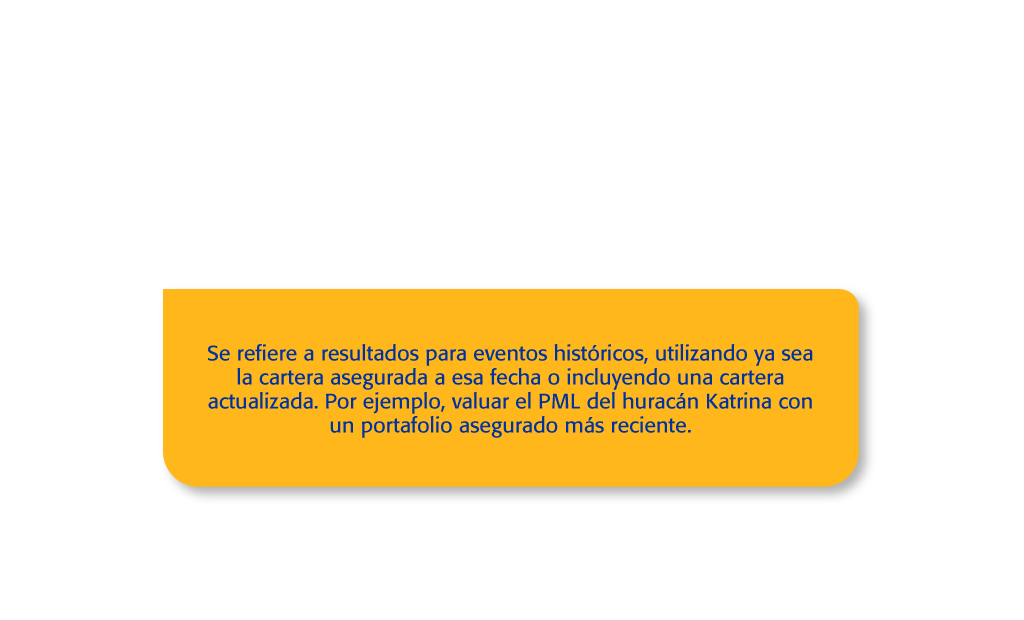 Se refiere a resultados para eventos históricos, utilizando ya sea
la cartera asegurada a esa fecha o incluyendo una cartera
actualizada. Por ejemplo, valuar el PML del huracán Katrina con
un portafolio asegurado más reciente.